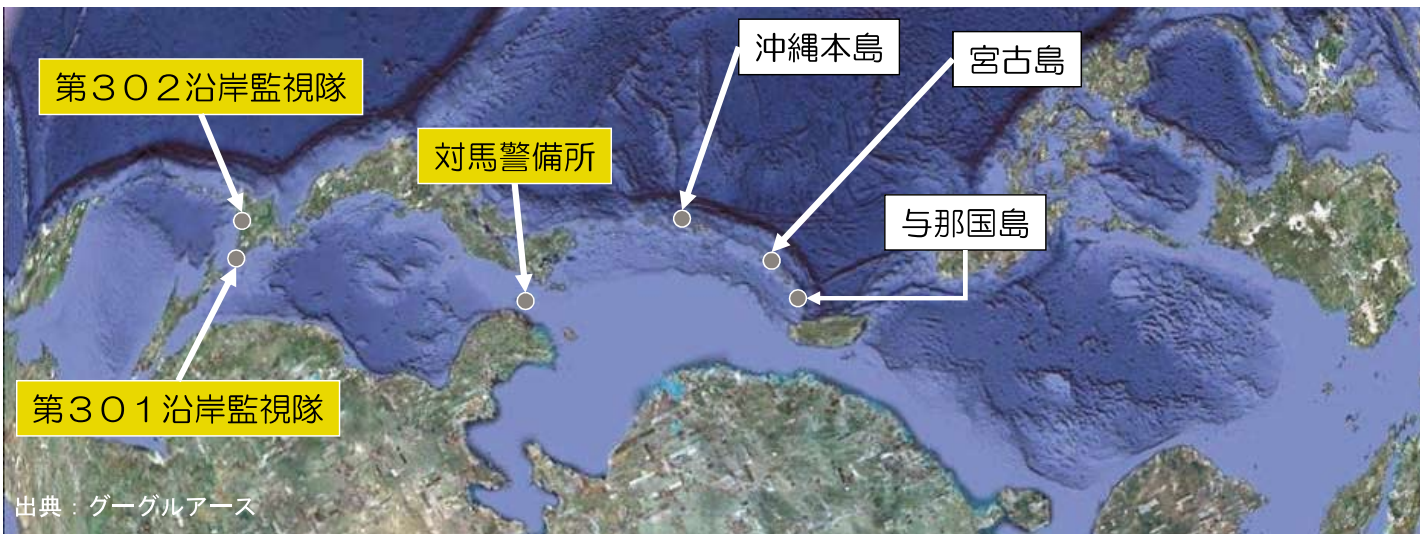 沖縄本島
宮古島
第３０２沿岸監視隊
対馬警備所
与那国島
第３０１沿岸監視隊
出典：グーグルアース